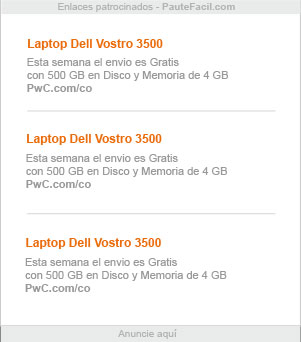 Enlaces patrocinados - PauteFacil.com
Laptop Dell Vostro 3500
Esta semana el envio es Gratis
con 500 GB en Disco y Memoria de 4 GB
PwC.com/co
Laptop Dell Vostro 3500
Esta semana el envio es Gratis
con 500 GB en Disco y Memoria de 4 GB
PwC.com/co
Laptop Dell Vostro 3500
Esta semana el envio es Gratis
con 500 GB en Disco y Memoria de 4 GB
PwC.com/co
Anuncie aquí